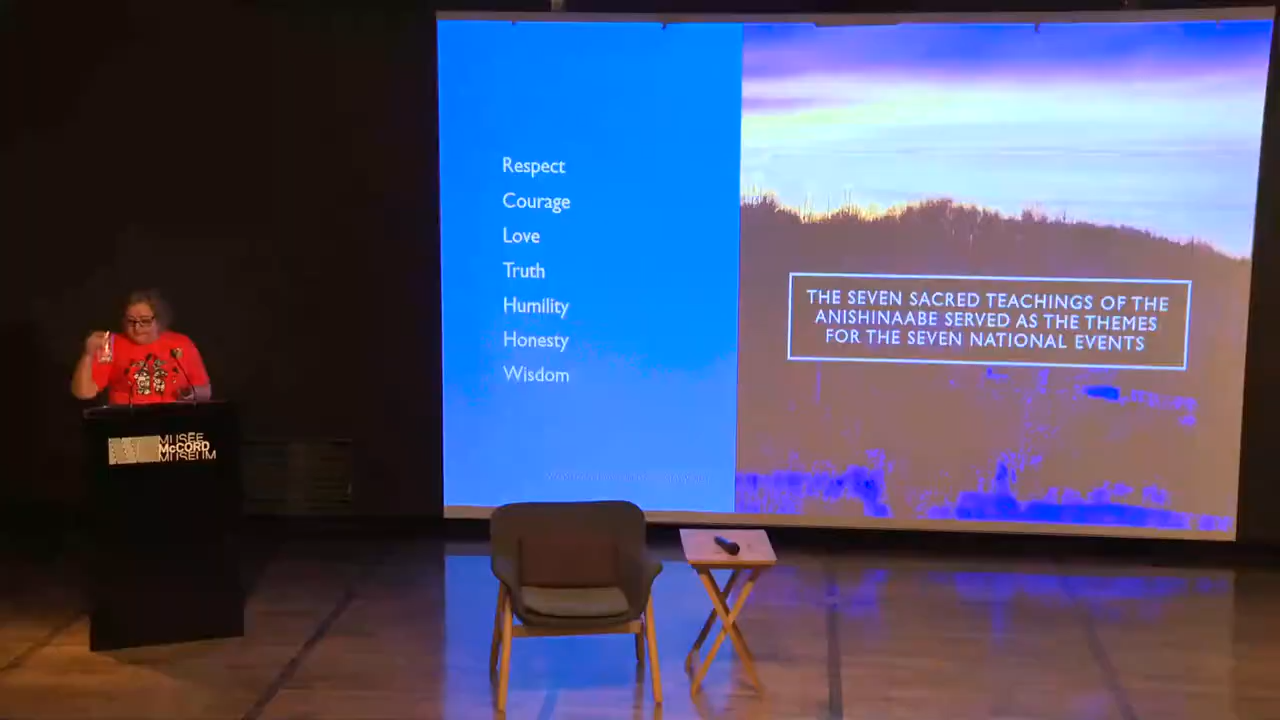 Respect
Courage
Love
Truth
Humility
Honesty
Wisdom
THE SEVEN SACRED TEACHINGS OF THE
ANISHINAABE SERVED AS THE THEMES
FOR THE SEVEN NATIONAL EVENTS
MUSÉE
McCORD
MUSEUM